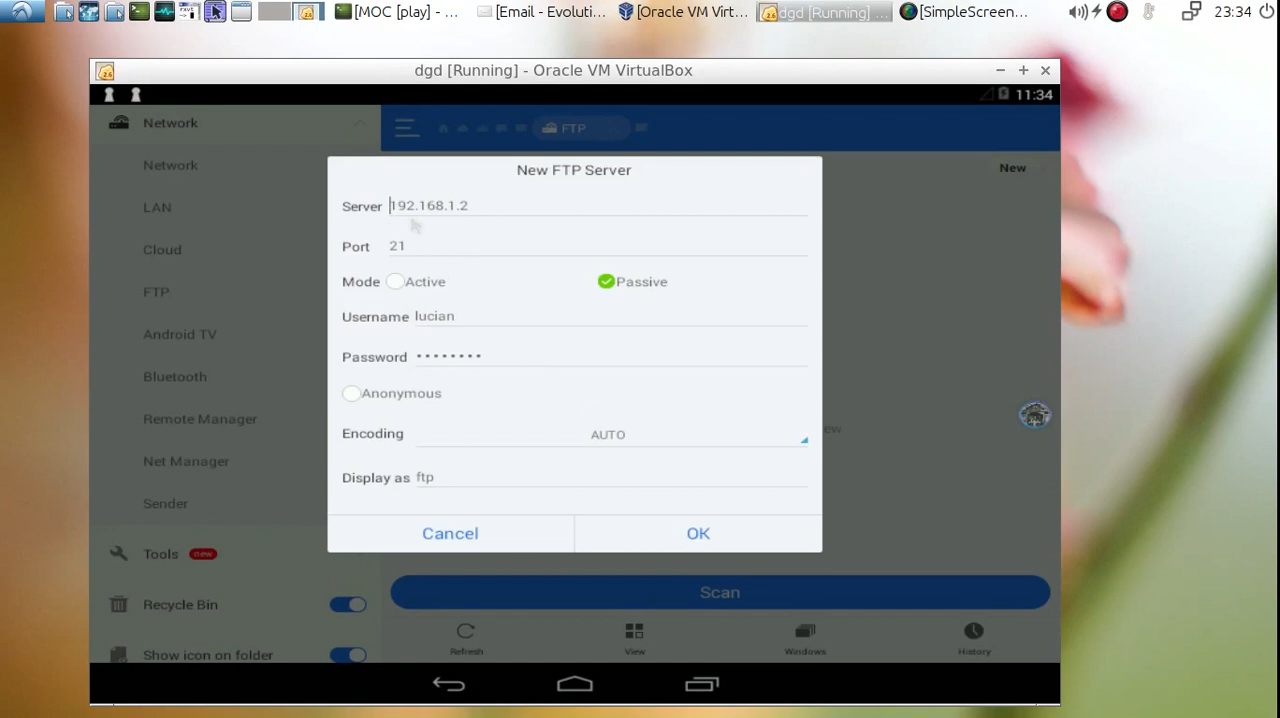 [MOC [play] - ...
[Email - Evoluti...
[Oracle VM Virt...
dgd [Running] ...
[SimpleScreen...
23:34
dgd [Running] - Oracle VM VirtualBox
11:34
Network
FTP
Network
New
LAN
Cloud
FTP
Android TV
Bluetooth
Remote Manager
Net Manager
Sender
Tools new
Recycle Bin
Show icon on folder
New FTP Server
Server 192.168.1.2
Port 21
Mode Active Passive
Username lucian
Password ••••••••
Anonymous
Encoding AUTO
Display as ftp
Cancel OK
Scan
Refresh View Windows History